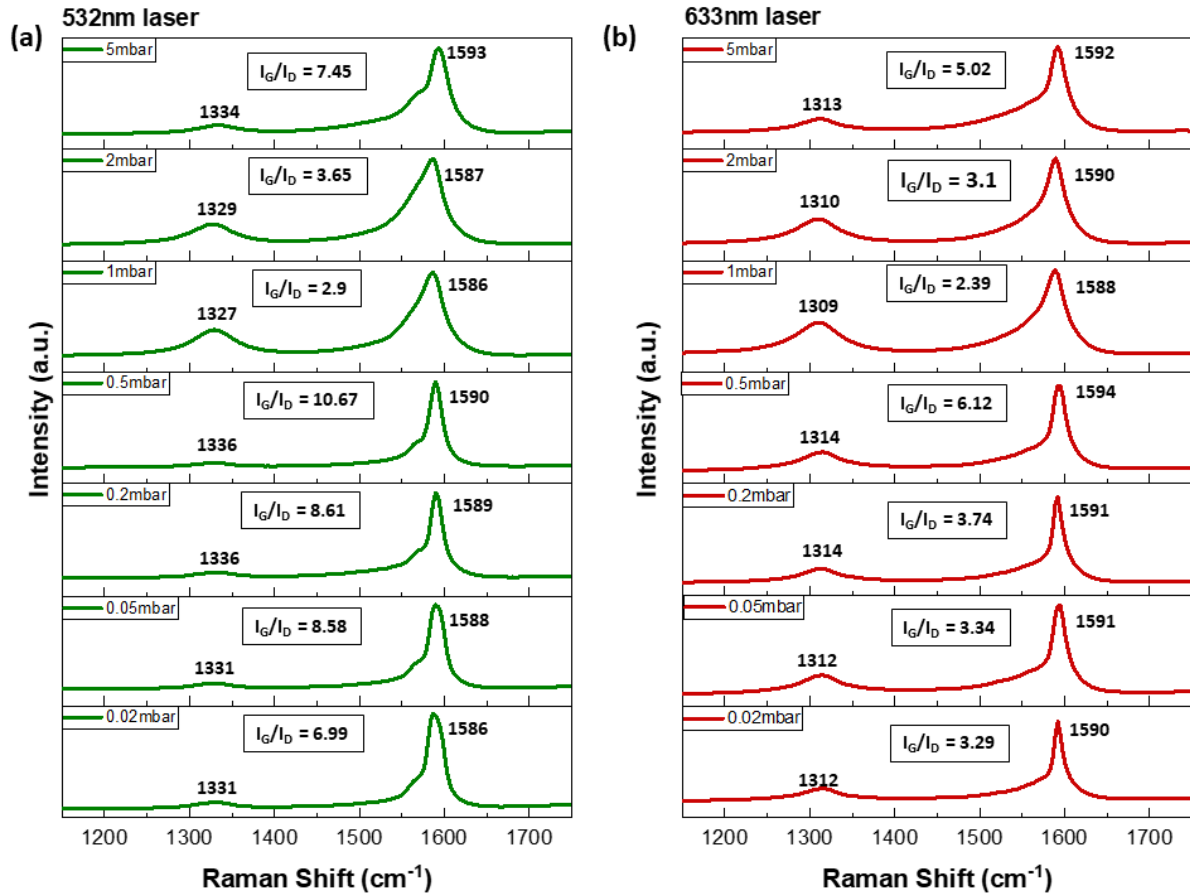 532nm laser
(a)
5mbar
I_G/I_D = 7.45
1593
1334
2mbar
I_G/I_D = 3.65
1587
1329
1mbar
I_G/I_D = 2.9
1586
1327
0.5mbar
I_G/I_D = 10.67
1590
1336
0.2mbar
I_G/I_D = 8.61
1589
1336
0.05mbar
I_G/I_D = 8.58
1588
1331
0.02mbar
I_G/I_D = 6.99
1586
1331
Intensity (a.u.)
1200 1300 1400 1500 1600 1700
Raman Shift (cm⁻¹)
633nm laser
(b)
5mbar
I_G/I_D = 5.02
1592
1313
2mbar
I_G/I_D = 3.1
1590
1310
1mbar
I_G/I_D = 2.39
1588
1309
0.5mbar
I_G/I_D = 6.12
1594
1314
0.2mbar
I_G/I_D = 3.74
1591
1314
0.05mbar
I_G/I_D = 3.34
1591
1312
0.02mbar
I_G/I_D = 3.29
1590
1312
Intensity (a.u.)
1200 1300 1400 1500 1600 1700
Raman Shift (cm⁻¹)